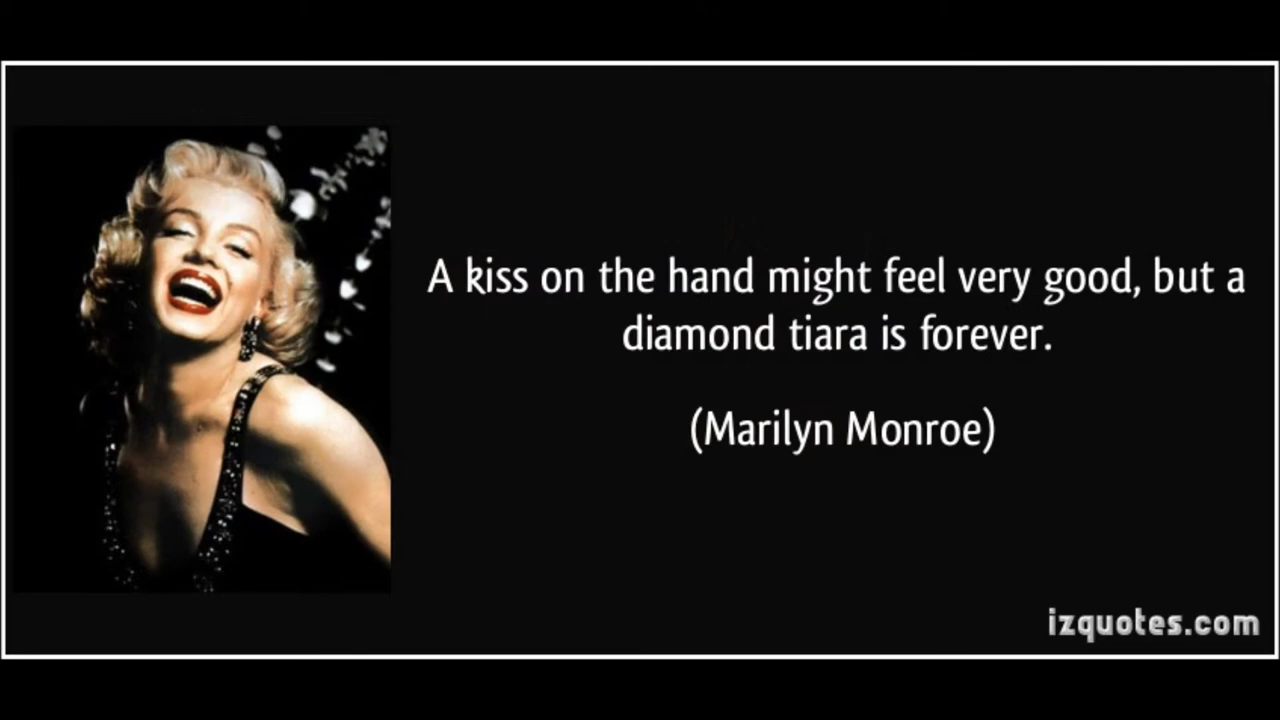 A kiss on the hand might feel very good, but a
diamond tiara is forever.
(Marilyn Monroe)
izquotes.com